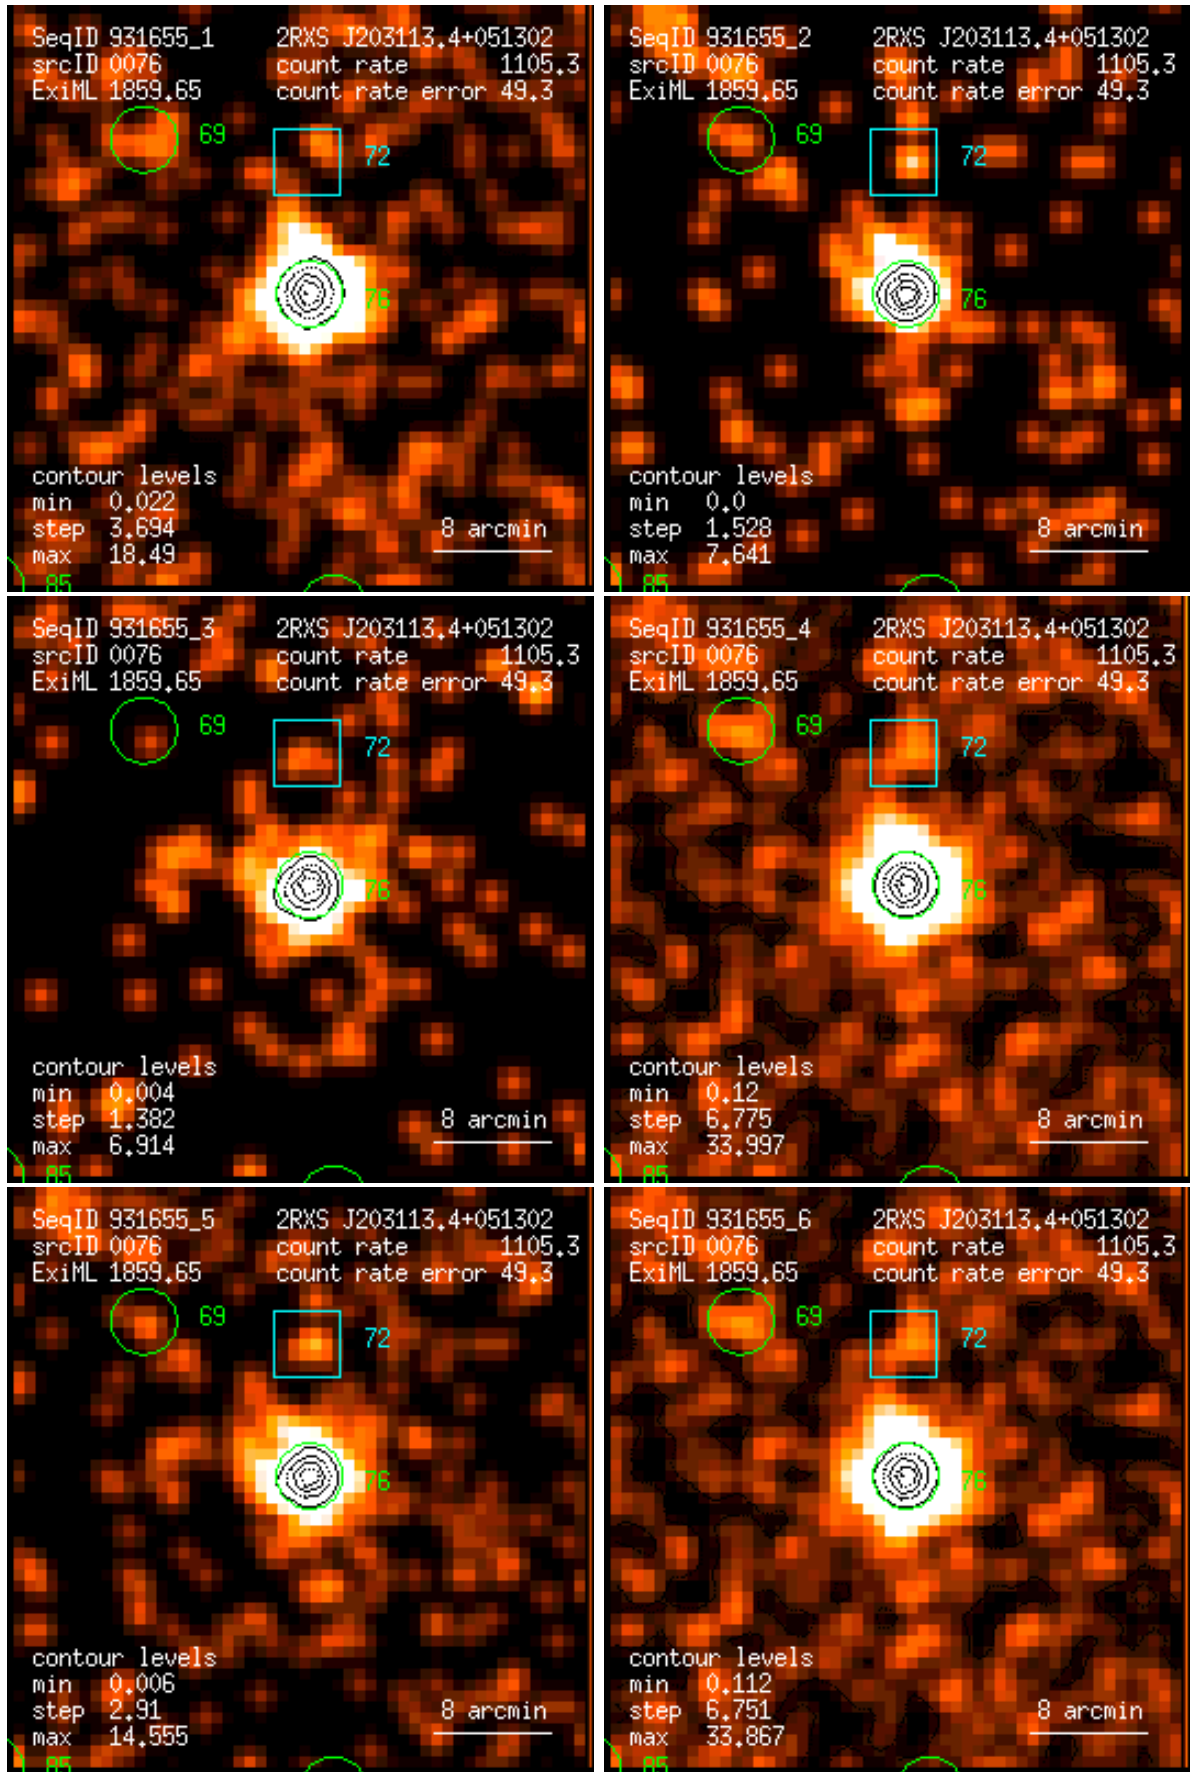 SeqID 931655_1 2RXS J203113.4+051302
srcID 0076 count rate 1105.3
ExiML 1859.65 count rate error 49.3
69
72
76
contour levels
min 0.022
step 3.694
max 18.49
8 arcmin
85
SeqID 931655_2 2RXS J203113.4+051302
srcID 0076 count rate 1105.3
ExiML 1859.65 count rate error 49.3
69
72
76
contour levels
min 0.0
step 1.528
max 7.641
8 arcmin
85
SeqID 931655_3 2RXS J203113.4+051302
srcID 0076 count rate 1105.3
ExiML 1859.65 count rate error 49.3
69
72
76
contour levels
min 0.004
step 1.382
max 6.914
8 arcmin
85
SeqID 931655_4 2RXS J203113.4+051302
srcID 0076 count rate 1105.3
ExiML 1859.65 count rate error 49.3
69
72
76
contour levels
min 0.12
step 6.775
max 33.997
8 arcmin
85
SeqID 931655_5 2RXS J203113.4+051302
srcID 0076 count rate 1105.3
ExiML 1859.65 count rate error 49.3
69
72
76
contour levels
min 0.006
step 2.91
max 14.555
8 arcmin
85
SeqID 931655_6 2RXS J203113.4+051302
srcID 0076 count rate 1105.3
ExiML 1859.65 count rate error 49.3
69
72
76
contour levels
min 0.112
step 6.751
max 33.867
8 arcmin
85